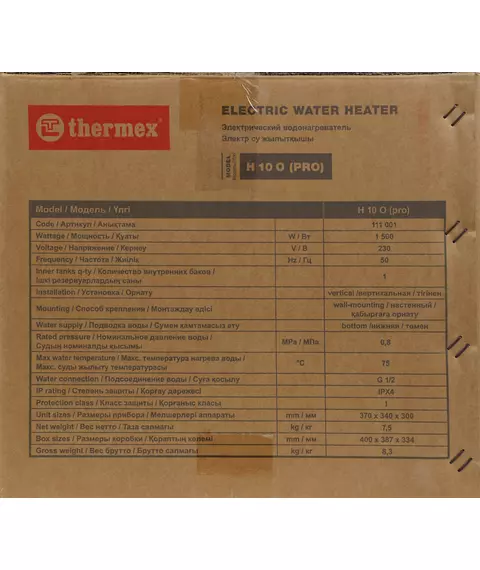 thermex
ELECTRIC WATER HEATER
Электрический водонагреватель
Электр су жылытқышы
MODEL
H 10 O (PRO)
Model / Модель / Үлгі H 10 O (pro)
Code / Артикул / Анықтама 111 001
Wattage / Мощность / Қуаты W / Вт 1 500
Voltage / Напряжение / Кернеу V / В 230
Frequency / Частота / Жиілік Hz / Гц 50
Inner tanks q-ty / Количество внутренних баков /
Ішкі резервуарлардың саны 1
Installation / Установка / Орнату vertical /вертикальная / тігінен
Mounting / Способ крепления / Монтаждау әдісі wall-mounting / настенный /
қабырғаға орнату
Water supply / Подводка воды / Сумен қамтамасыз ету bottom /нижняя / төмен
Rated pressure / Номинальное давление воды /
Судың номиналды қысымы MPa / МПа 0,8
Max water temperature / Макс. температура нагрева воды /
Макс. суды жылыту температурасы °C 75
Water connection / Подсоединение воды / Суға қосылу G 1/2
IP rating / Степень защиты / Қорғау дәрежесі IPX4
Protection slass / Класс защиты / Қорғаныс класы I
Unit sizes / Размеры прибора / Мөлшерлері аппараты mm / мм 370 x 340 x 308
Net weight / Вес нетто / Таза салмағы kg / кг 7,5
Box sizes / Размеры коробки / Қораптың көлемі mm / мм 400 x 387 x 334
Gross weight / Вес брутто / Брутто салмағы kg / кг 8,3